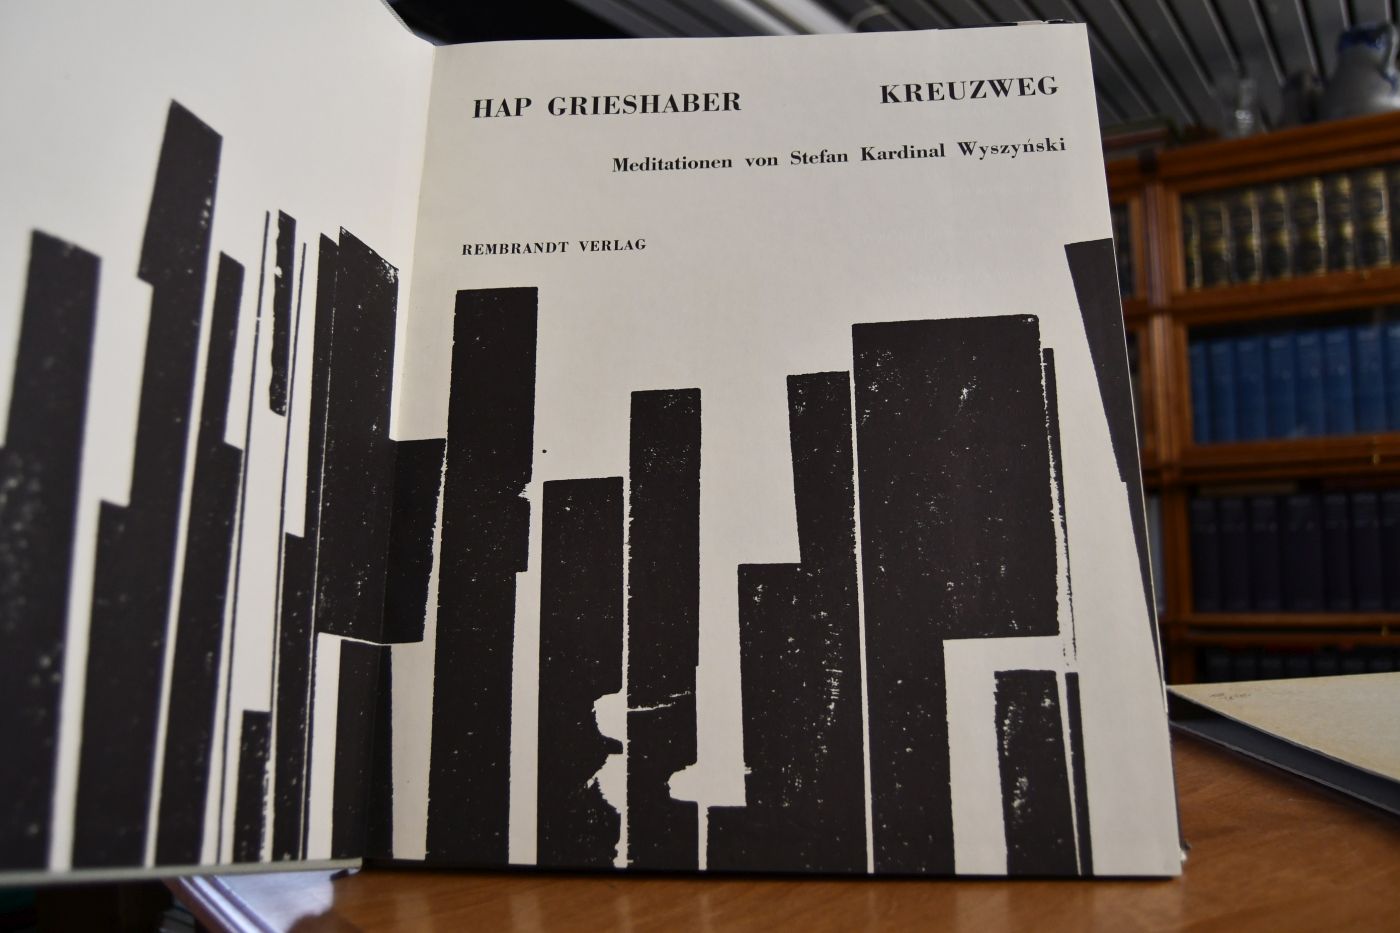 HAP GRIESHABER KREUZWEG
Meditationen von Stefan Kardinal Wyszyński
REMBRANDT VERLAG